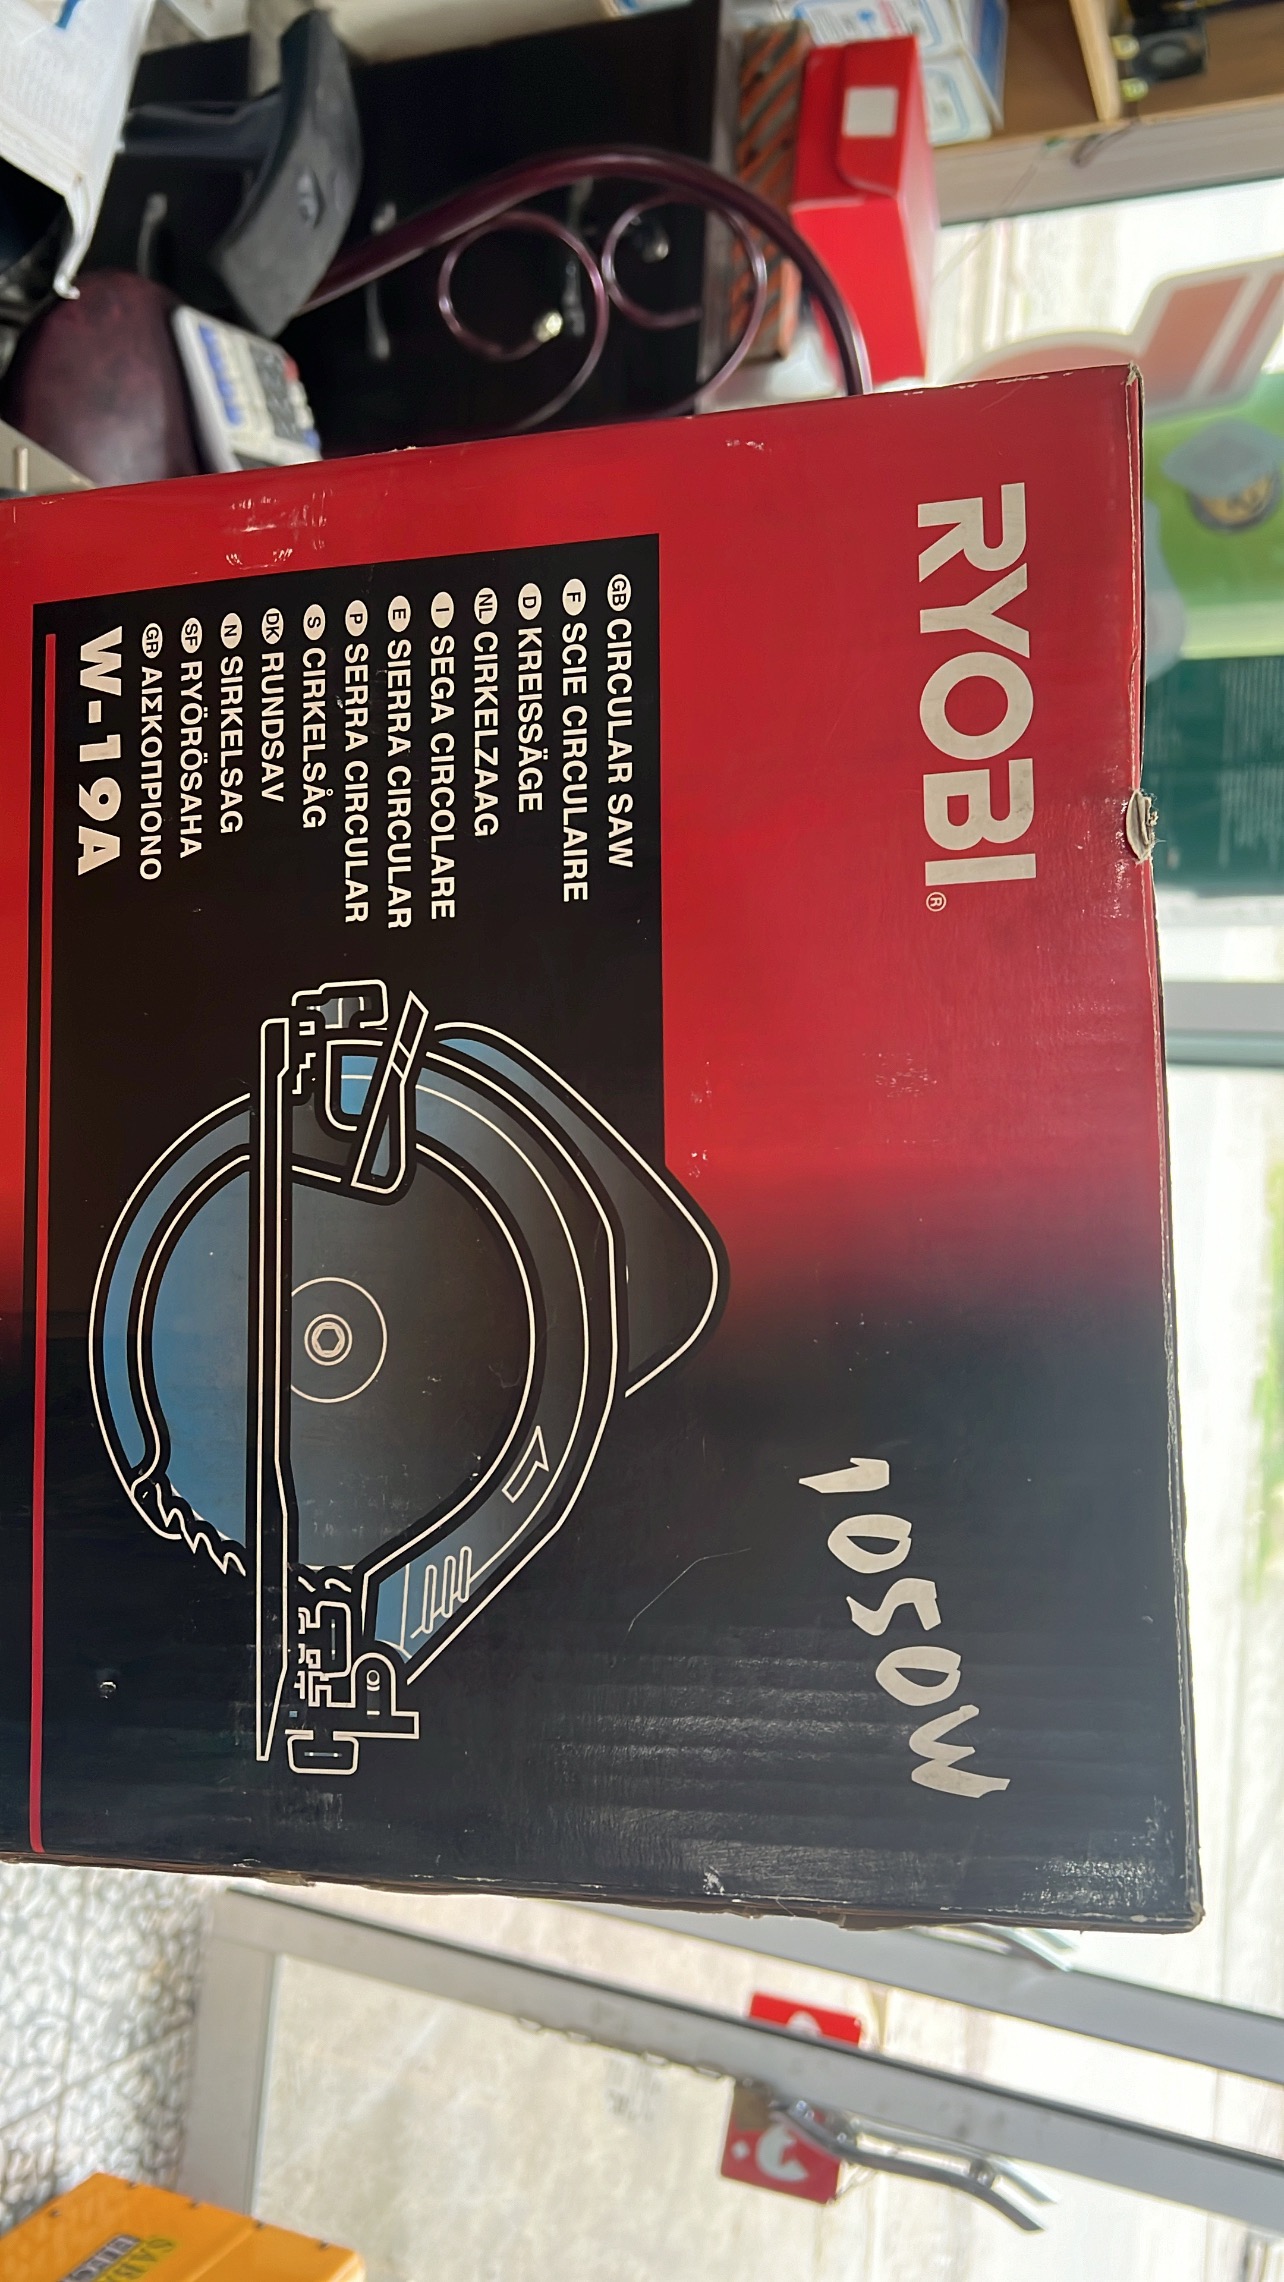 RYOBI®
1050W
GB CIRCULAR SAW
F SCIE CIRCULAIRE
D KREISSÄGE
NL CIRKELZAAG
I SEGA CIRCOLARE
E SIERRA CIRCULAR
P SERRA CIRCULAR
S CIRKELSÅG
DK RUNDSAV
N SIRKELSAG
SF RYÖRÖSAHA
GR ΑΙΣΚΟΠΡΙΟΝΟ
W-19A